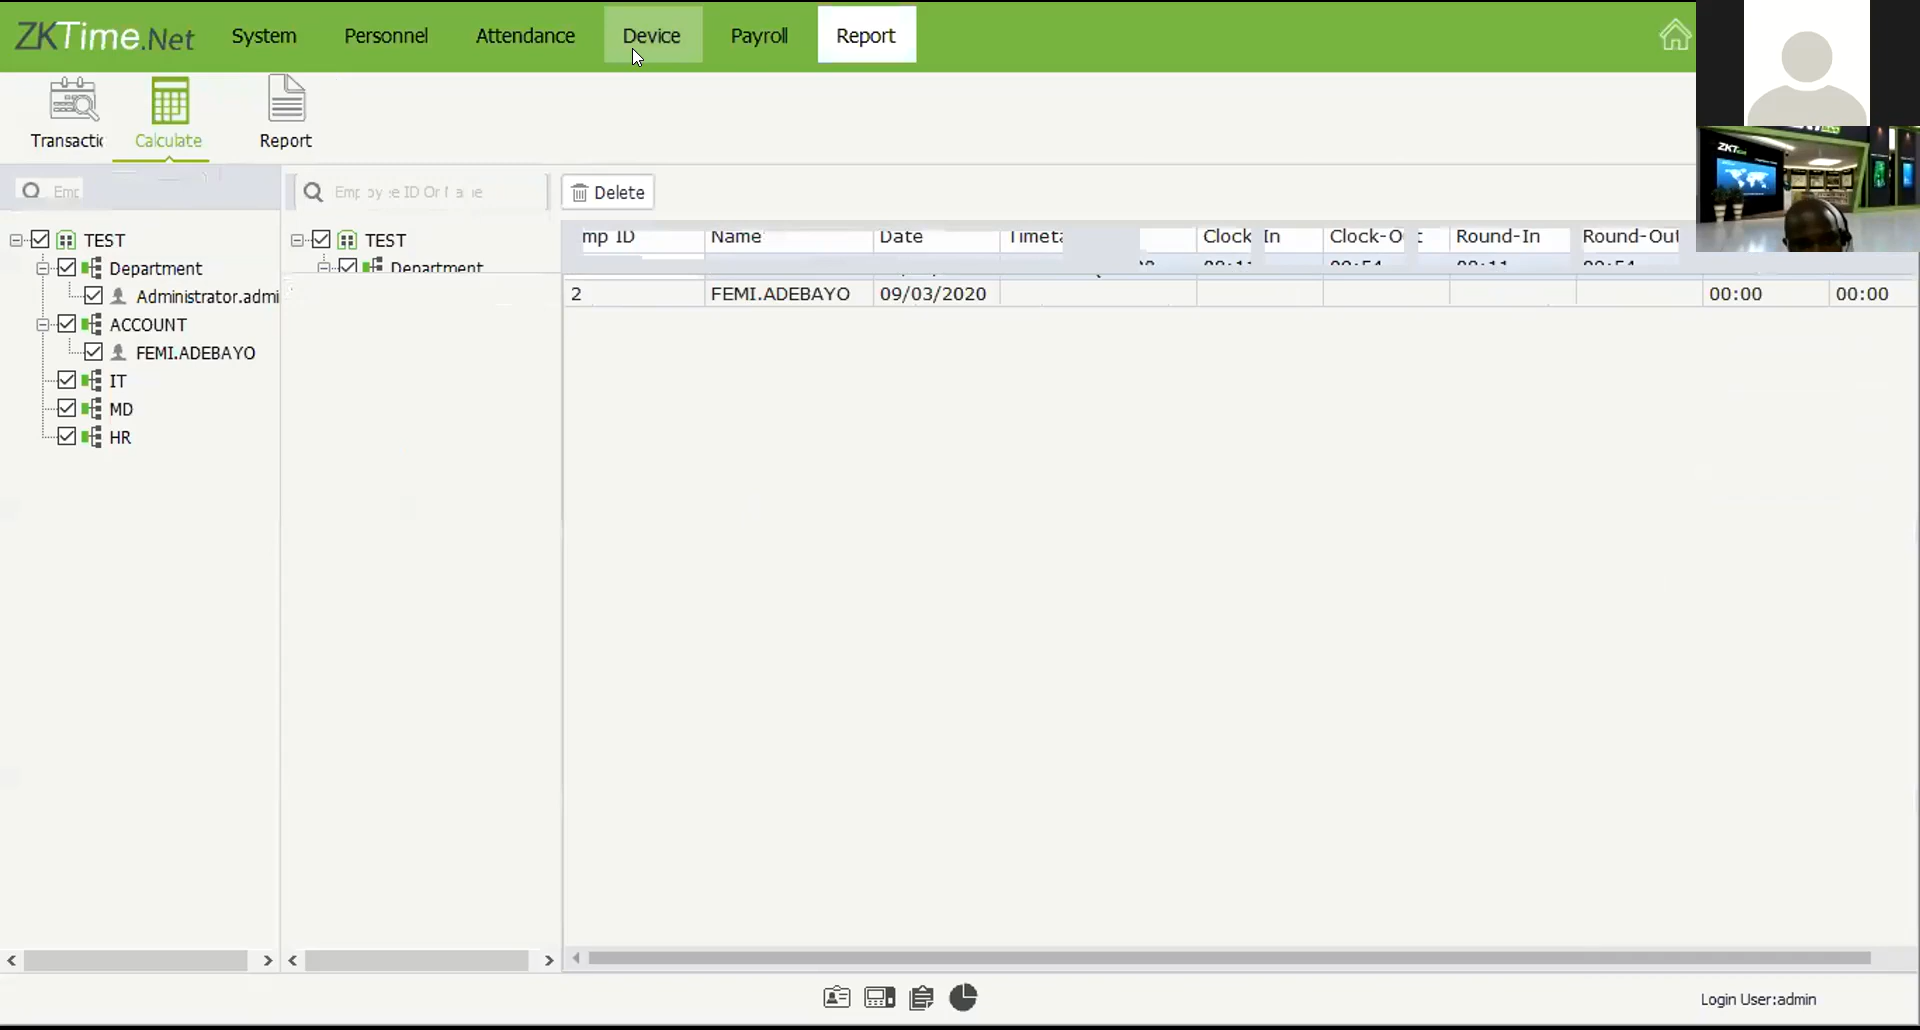 ZKTime.Net System Personnel Attendance Device Payroll Report
Calculate Report
Delete
TEST
Department
Administrator.admi
ACCOUNT
FEMI.ADEBAYO
IT
MD
HR
TEST
Department
mp ID Name Date Clock In Round-In Round-Out
2 FEMI.ADEBAYO 09/03/2020 00:00 00:00
Login User:admin